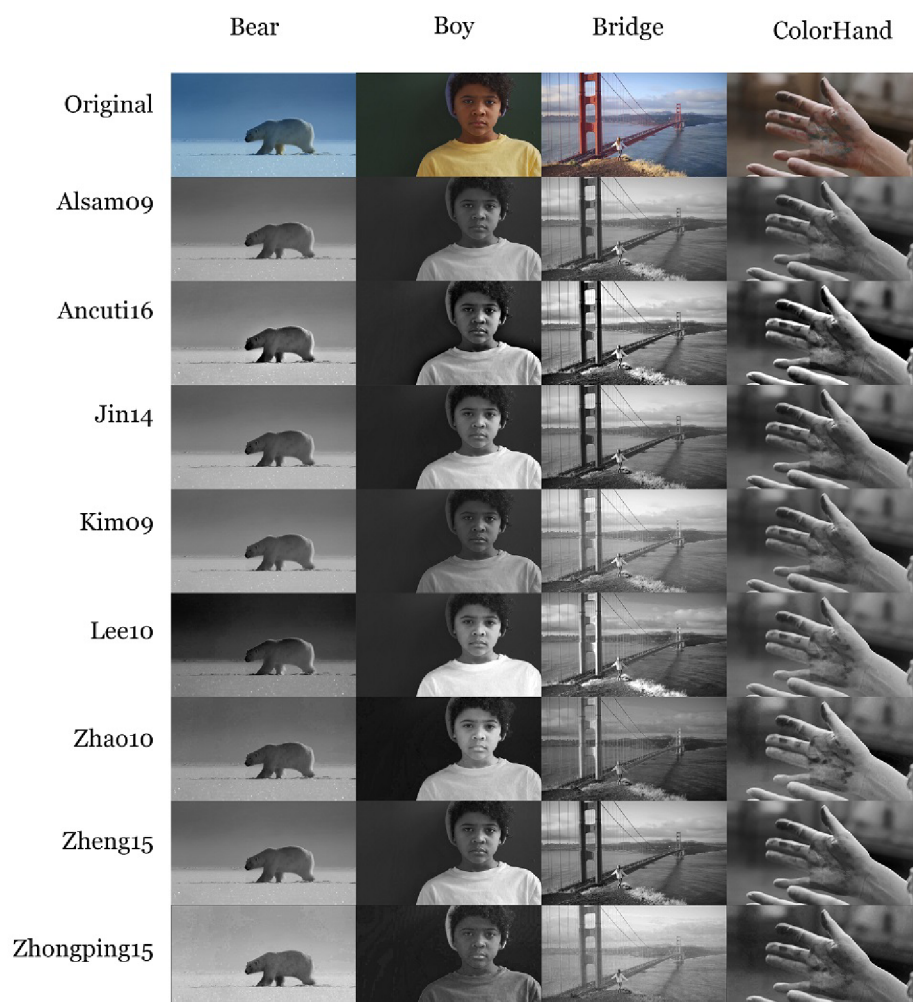 Bear Boy Bridge ColorHand
Original
Alsam09
Ancuti16
Jin14
Kim09
Lee10
Zhao10
Zheng15
Zhongping15